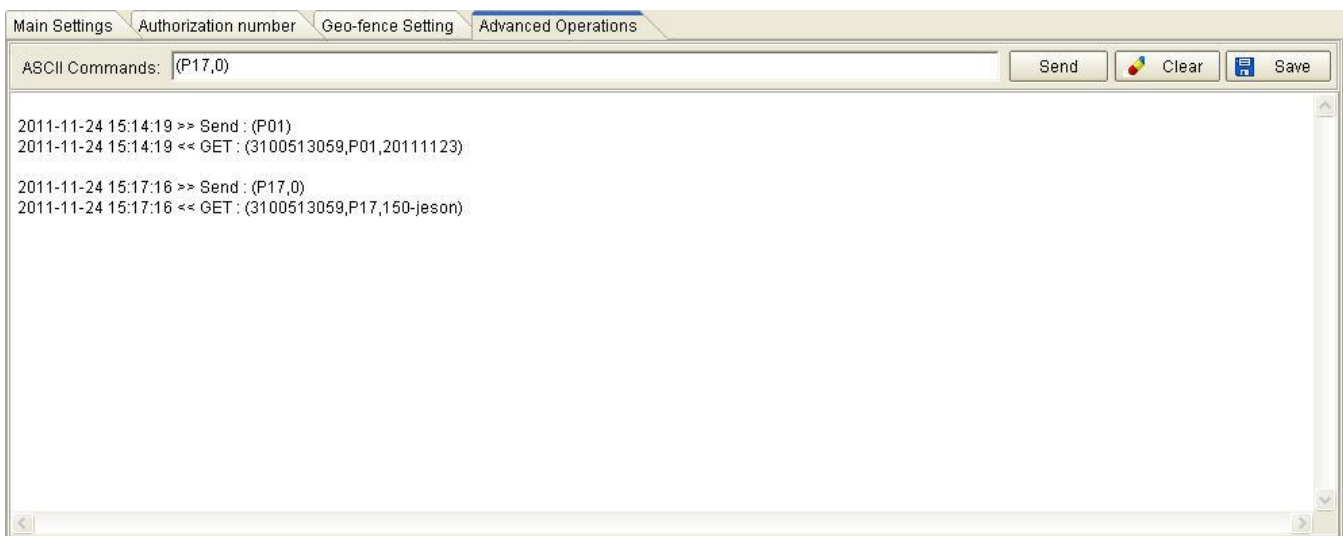 Main Settings Authorization number Geo-fence Setting Advanced Operations
ASCII Commands: (P17,0) Send Clear Save
2011-11-24 15:14:19 >> Send : (P01)
2011-11-24 15:14:19 << GET : (3100513059,P01,20111123)
2011-11-24 15:17:16 >> Send : (P17,0)
2011-11-24 15:17:16 << GET : (3100513059,P17,150-jeson)